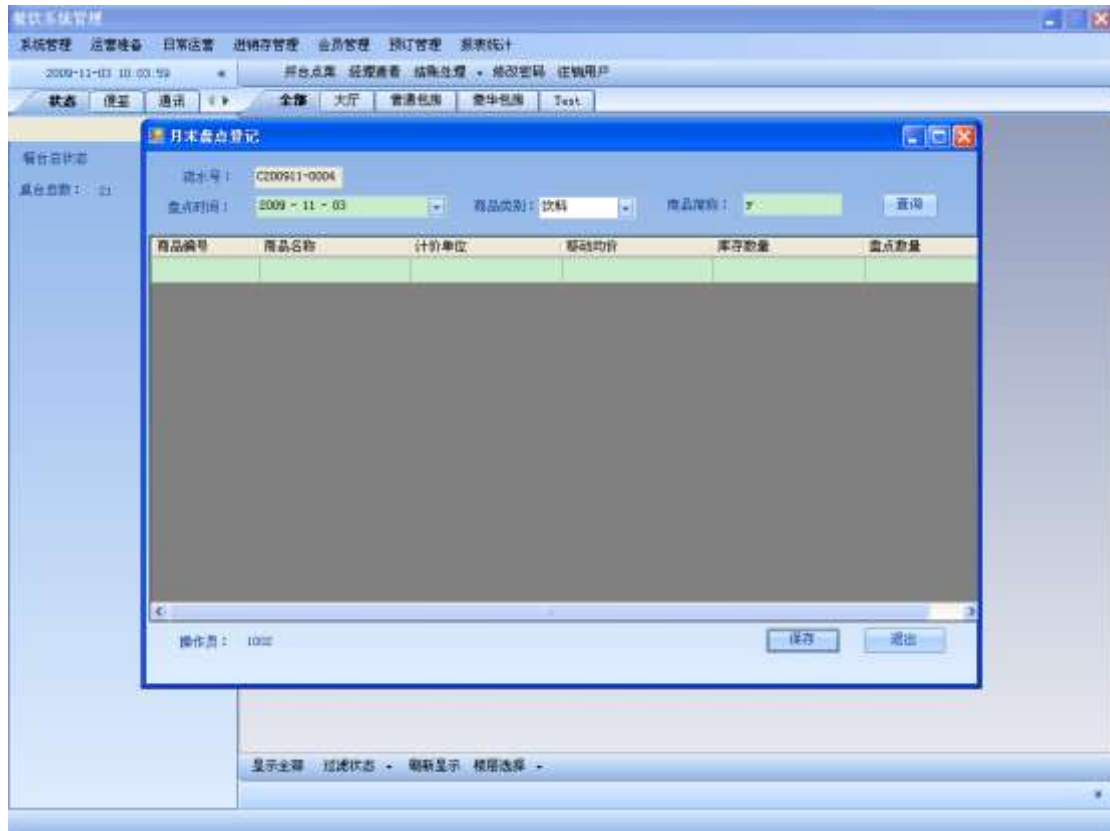 餐饮系统管理
系统管理 运营准备 日常运营 进销存管理 会员管理 预订管理 报表统计
2009-11-03 10:03:59 开台点菜 经理查看 结账处理 修改密码 注销用户
状态 便签 通讯 全部 大厅 普通包房 豪华包房 Test
月末盘点登记
餐台总状态
桌台总数： 21
流水号： C200911-0004
盘点时间： 2009 - 11 - 03 商品类别： 饮料 商品简称： y 查询
商品编号 商品名称 计价单位 移动均价 库存数量 盘点数量
操作员： 1002 保存 退出
显示全部 过滤状态 刷新显示 楼层选择